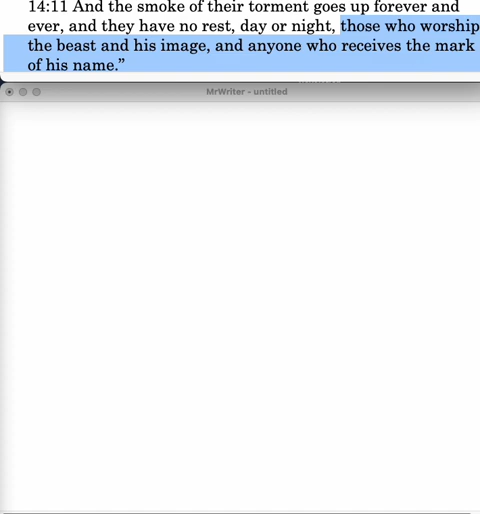 14:11 And the smoke of their torment goes up forever and
ever, and they have no rest, day or night, those who worship
the beast and his image, and anyone who receives the mark
of his name.”
MrWriter - untitled